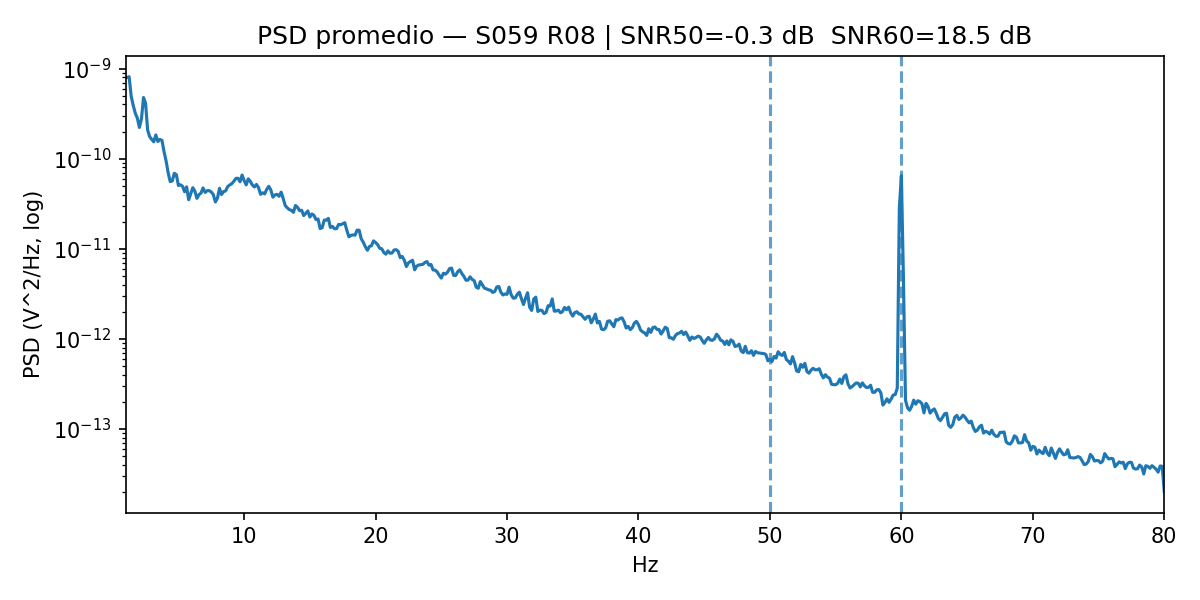 PSD promedio — S059 R08 | SNR50=-0.3 dB  SNR60=18.5 dB
PSD (V^2/Hz, log)
10⁻⁹
10⁻¹⁰
10⁻¹¹
10⁻¹²
10⁻¹³
10 20 30 40 50 60 70 80
Hz